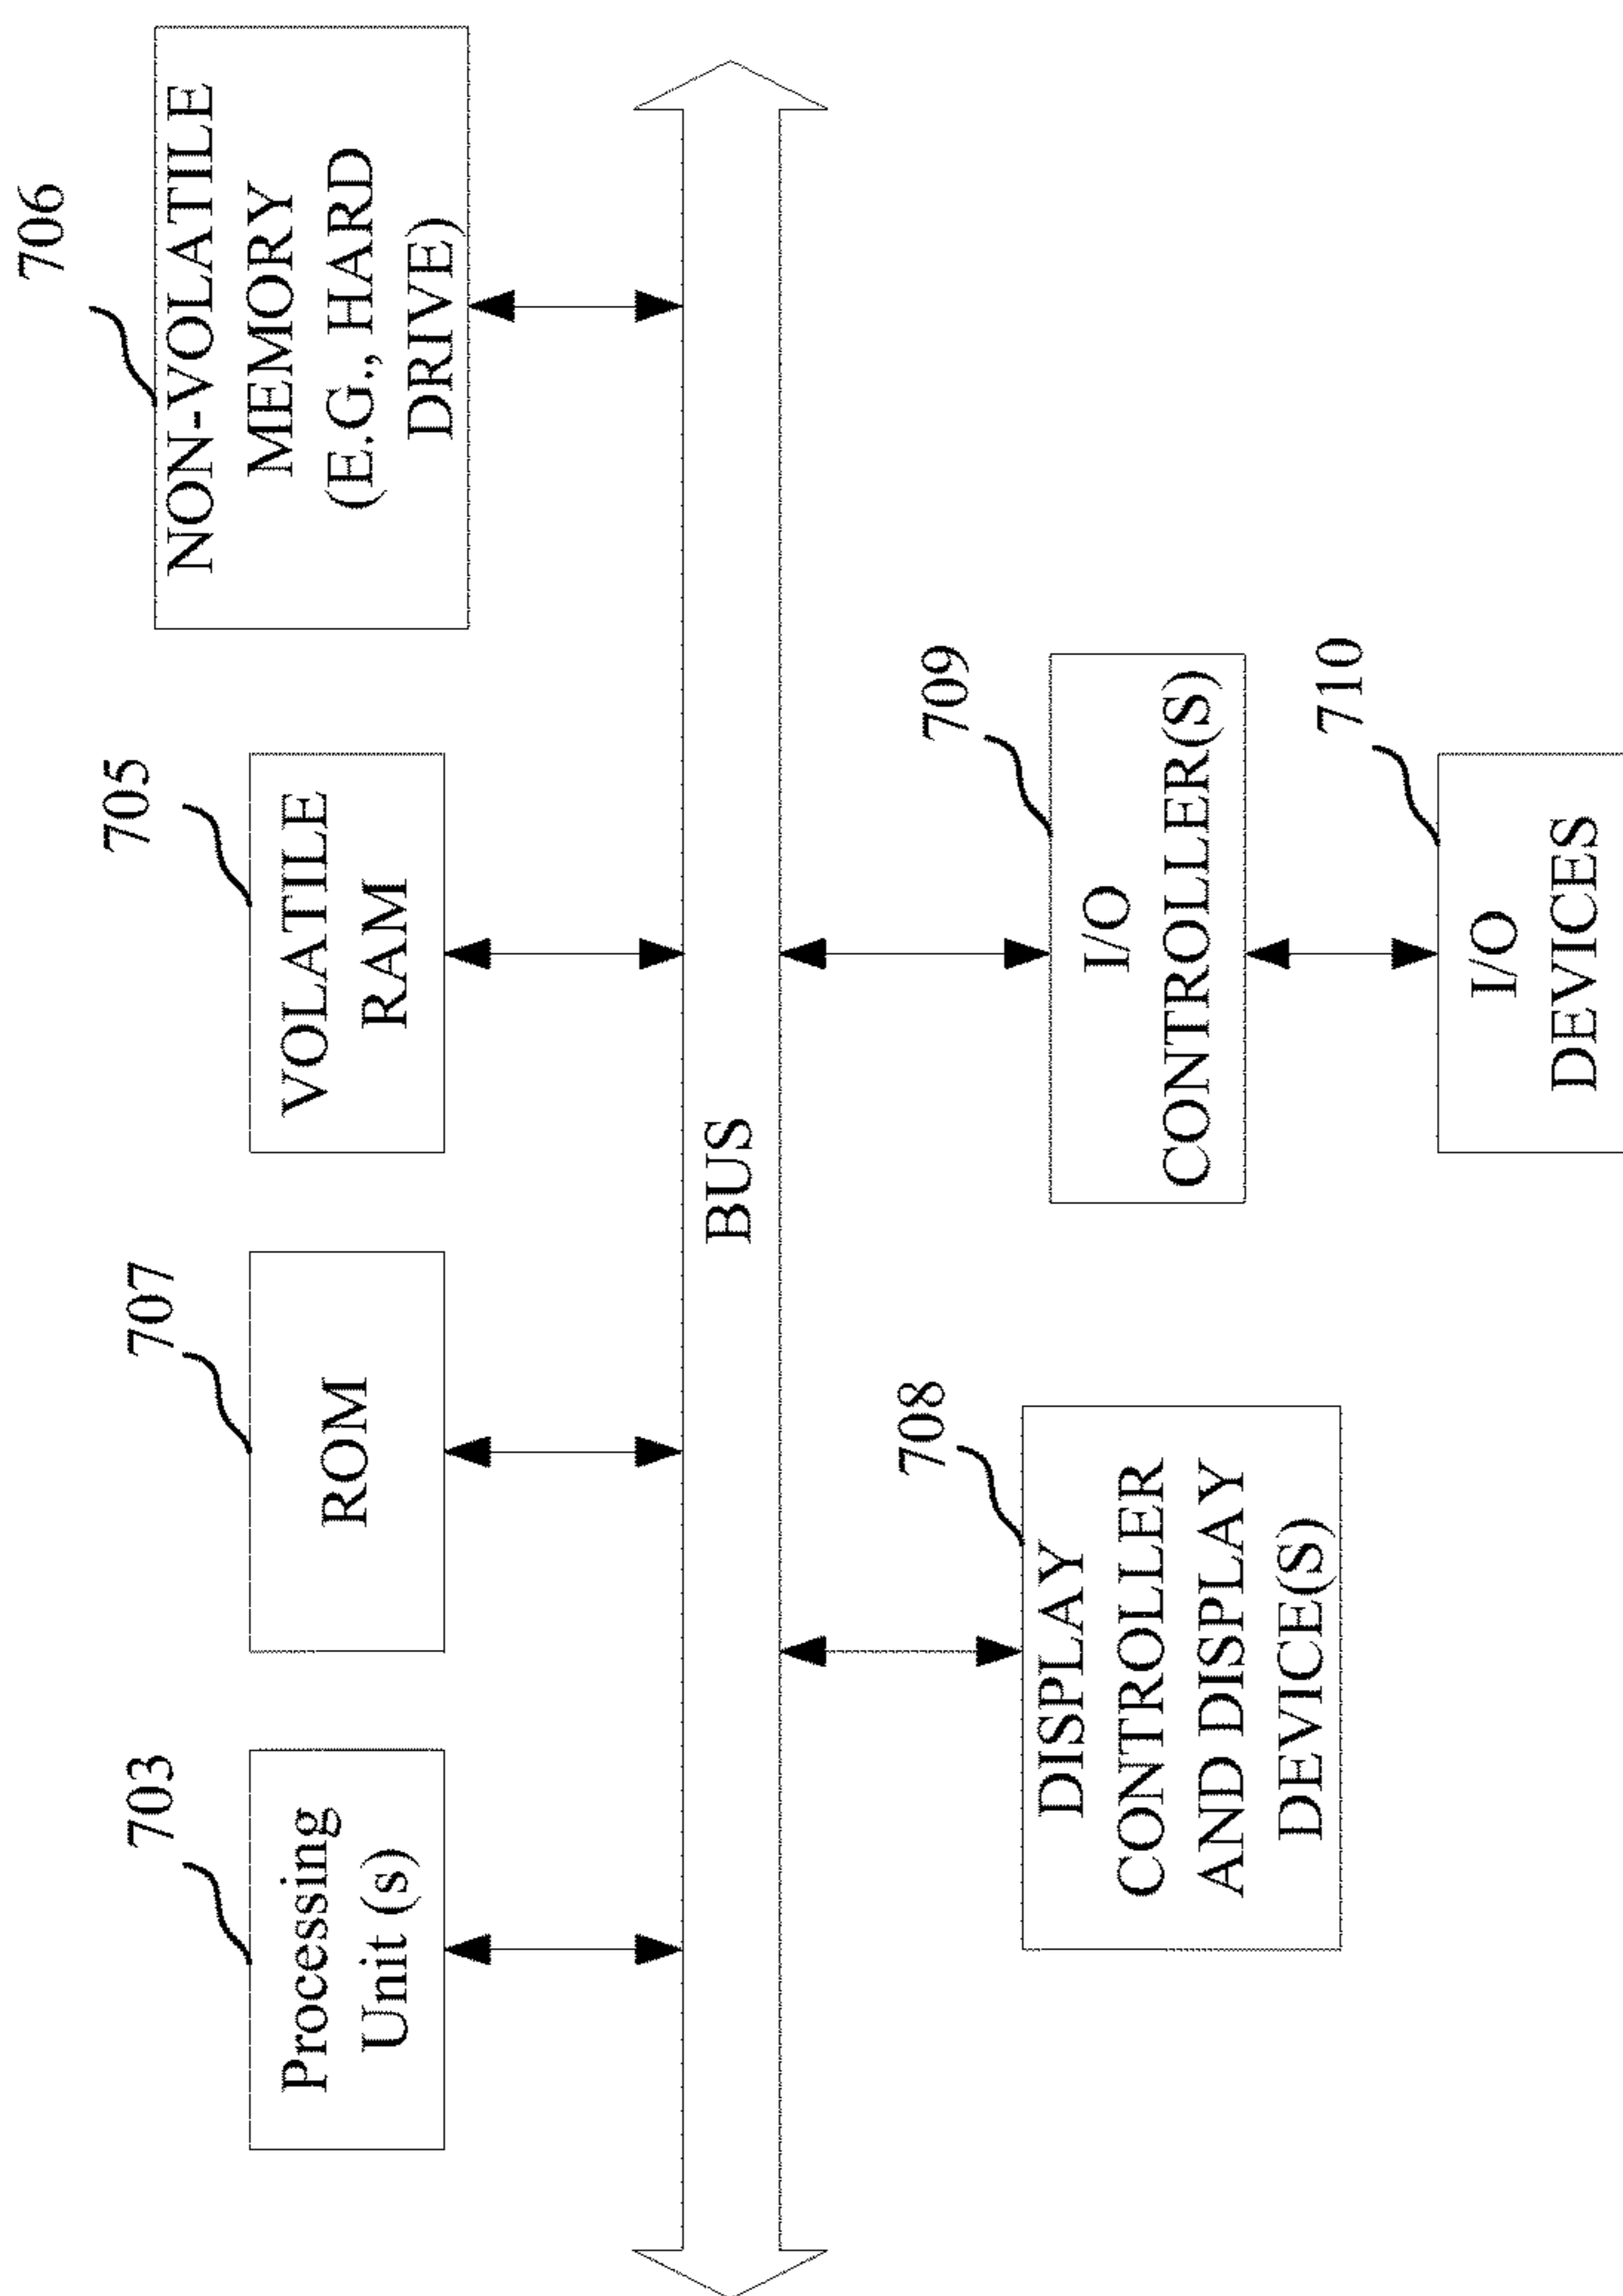 703
Processing
Unit (s)
707
ROM
705
VOLATILE
RAM
706
NON-VOLATILE
MEMORY
(E.G., HARD
DRIVE)
BUS
708
DISPLAY
CONTROLLER
AND DISPLAY
DEVICE(S)
709
I/O
CONTROLLER(S)
710
I/O
DEVICES